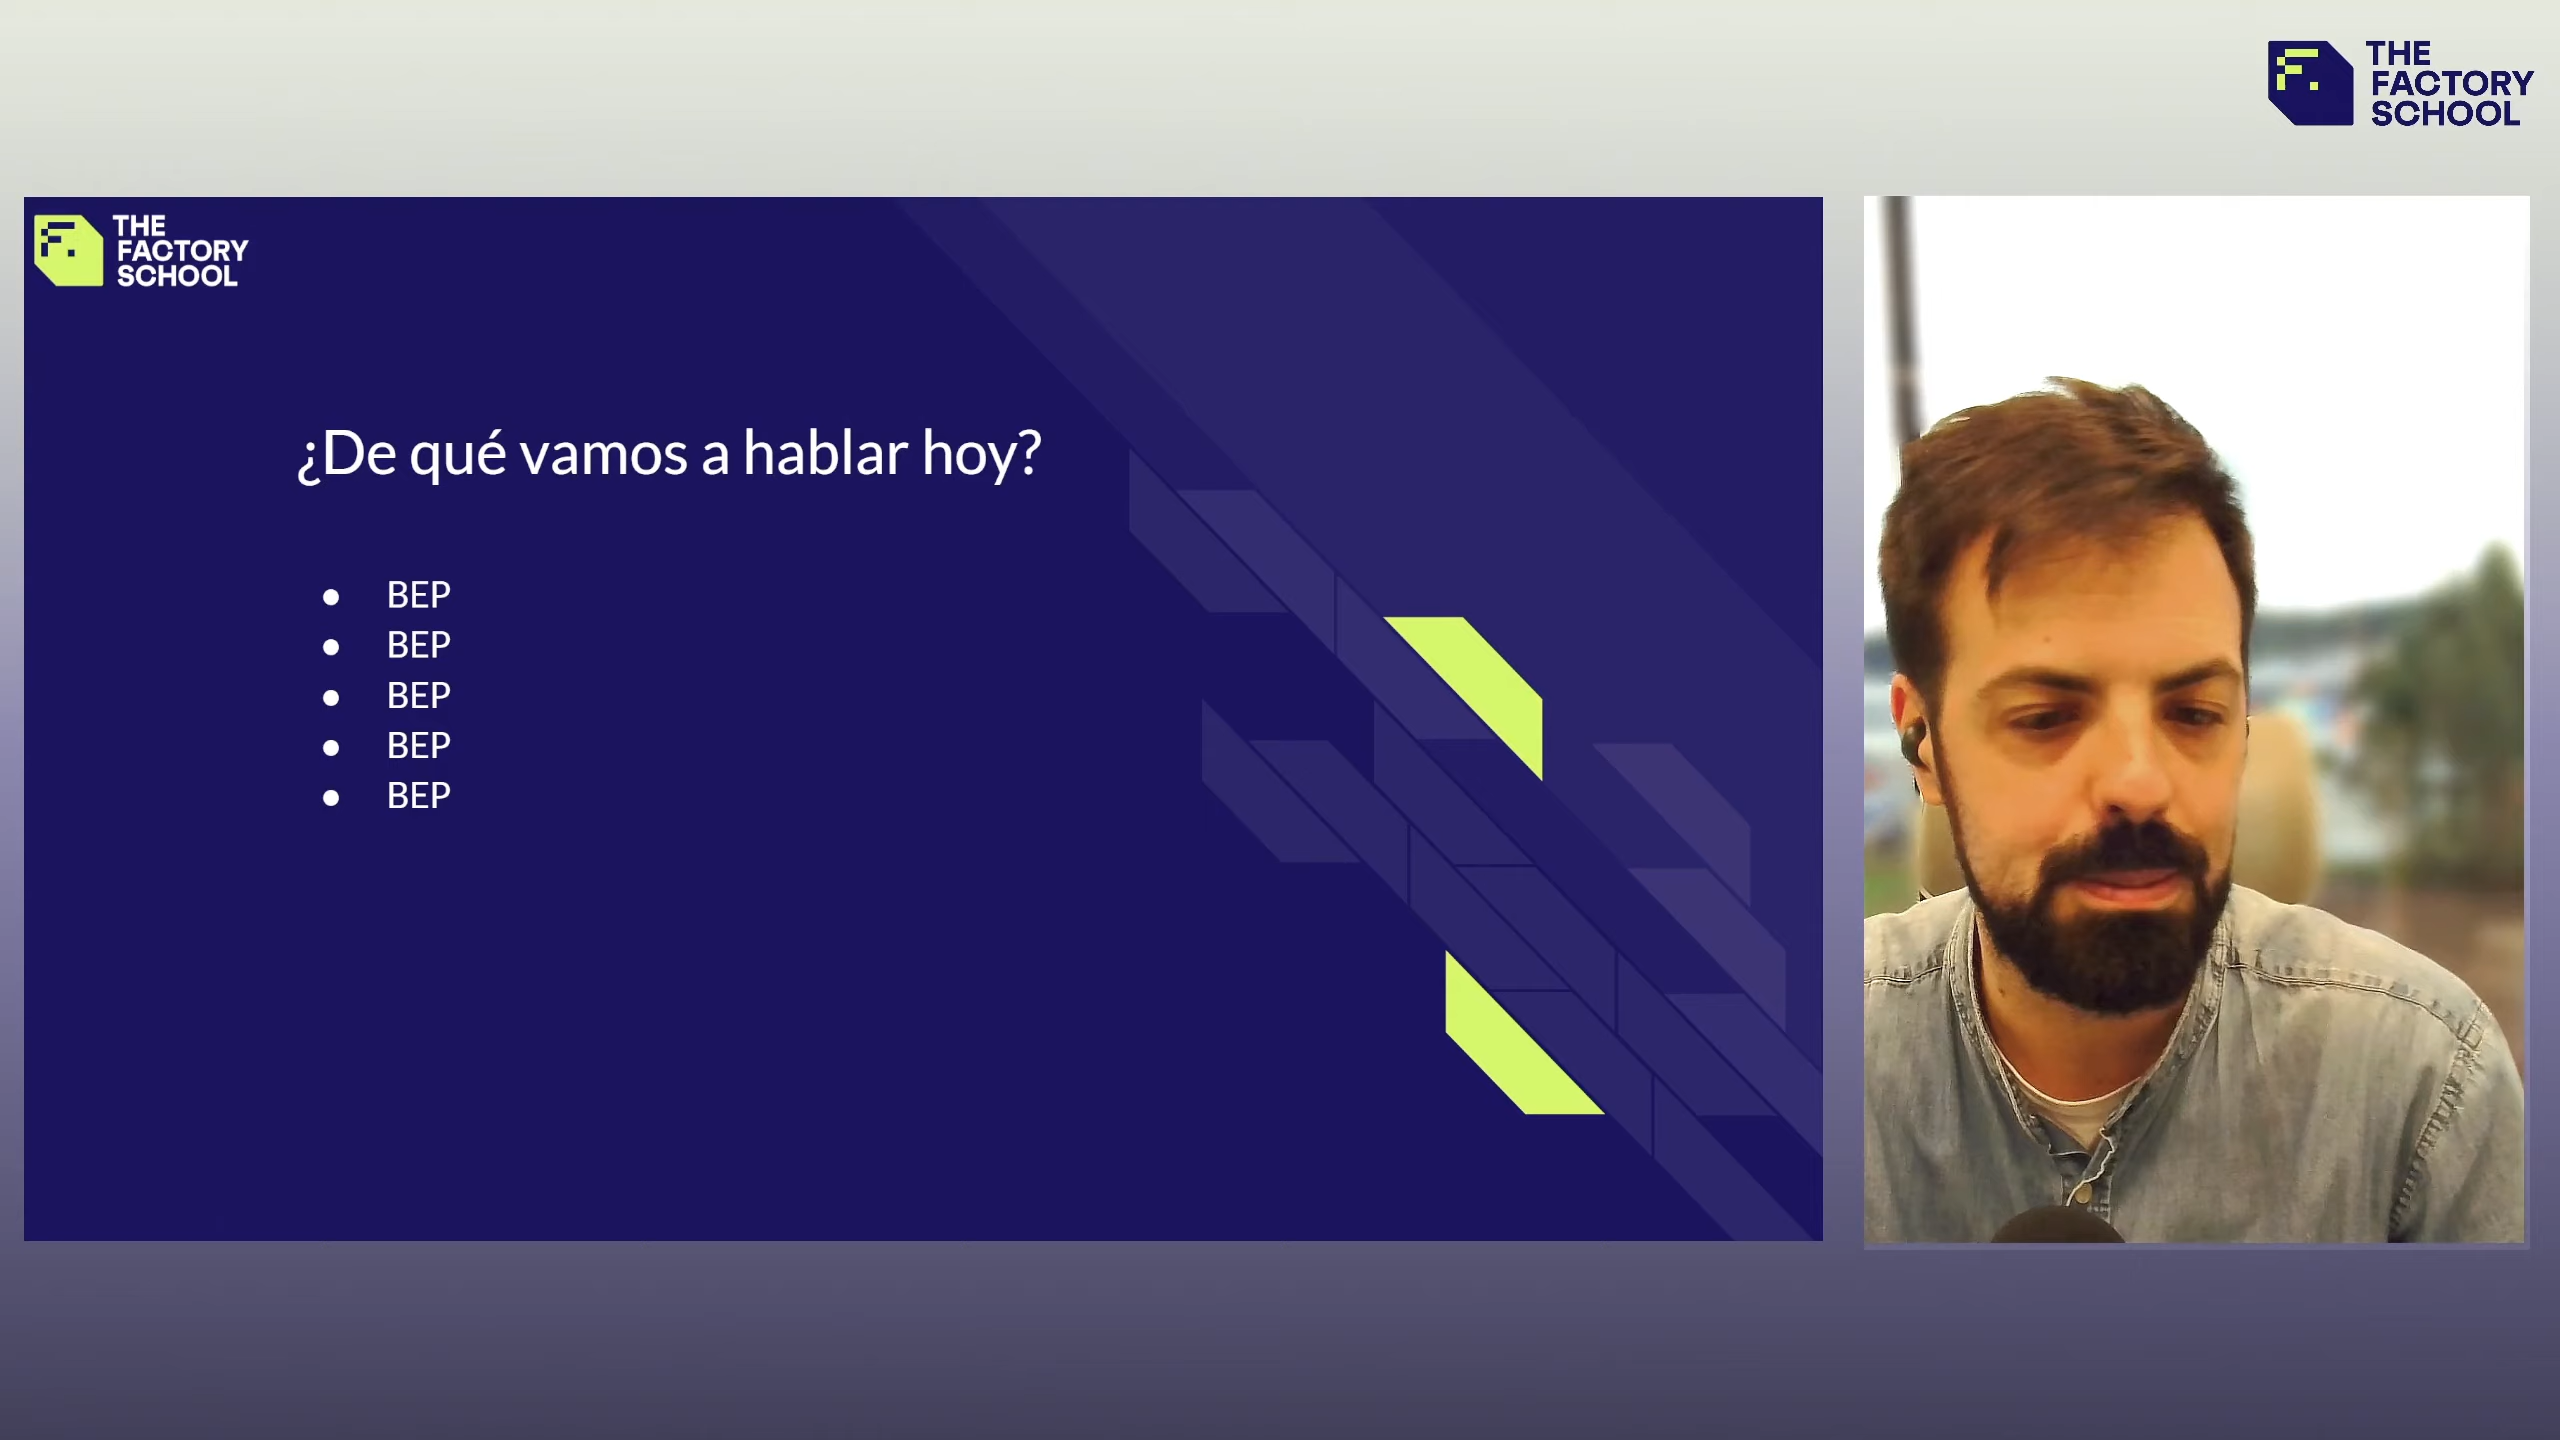 THE
FACTORY
SCHOOL
THE
FACTORY
SCHOOL
¿De qué vamos a hablar hoy?
● BEP
● BEP
● BEP
● BEP
● BEP